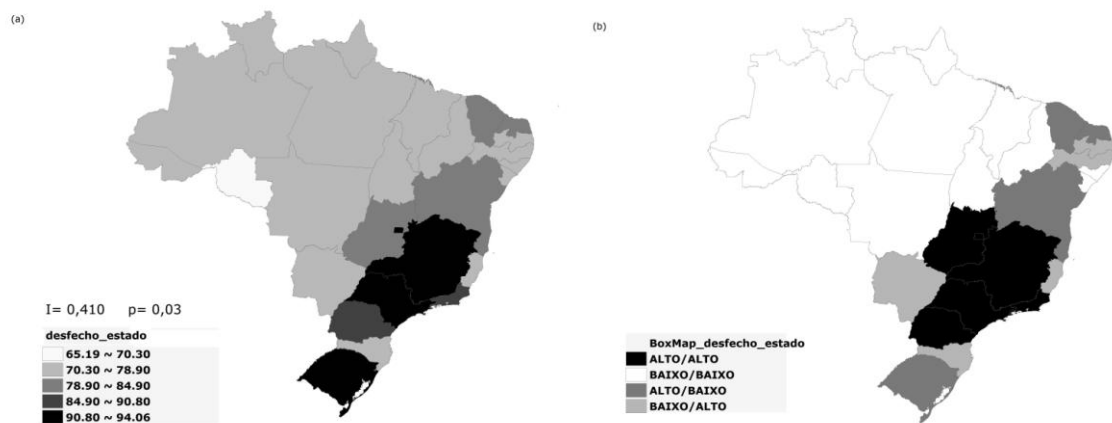 (a)
I= 0,410 p= 0,03
desfecho_estado
65.19 ~ 70.30
70.30 ~ 78.90
78.90 ~ 84.90
84.90 ~ 90.80
90.80 ~ 94.06
(b)
BoxMap_desfecho_estado
ALTO/ALTO
BAIXO/BAIXO
ALTO/BAIXO
BAIXO/ALTO